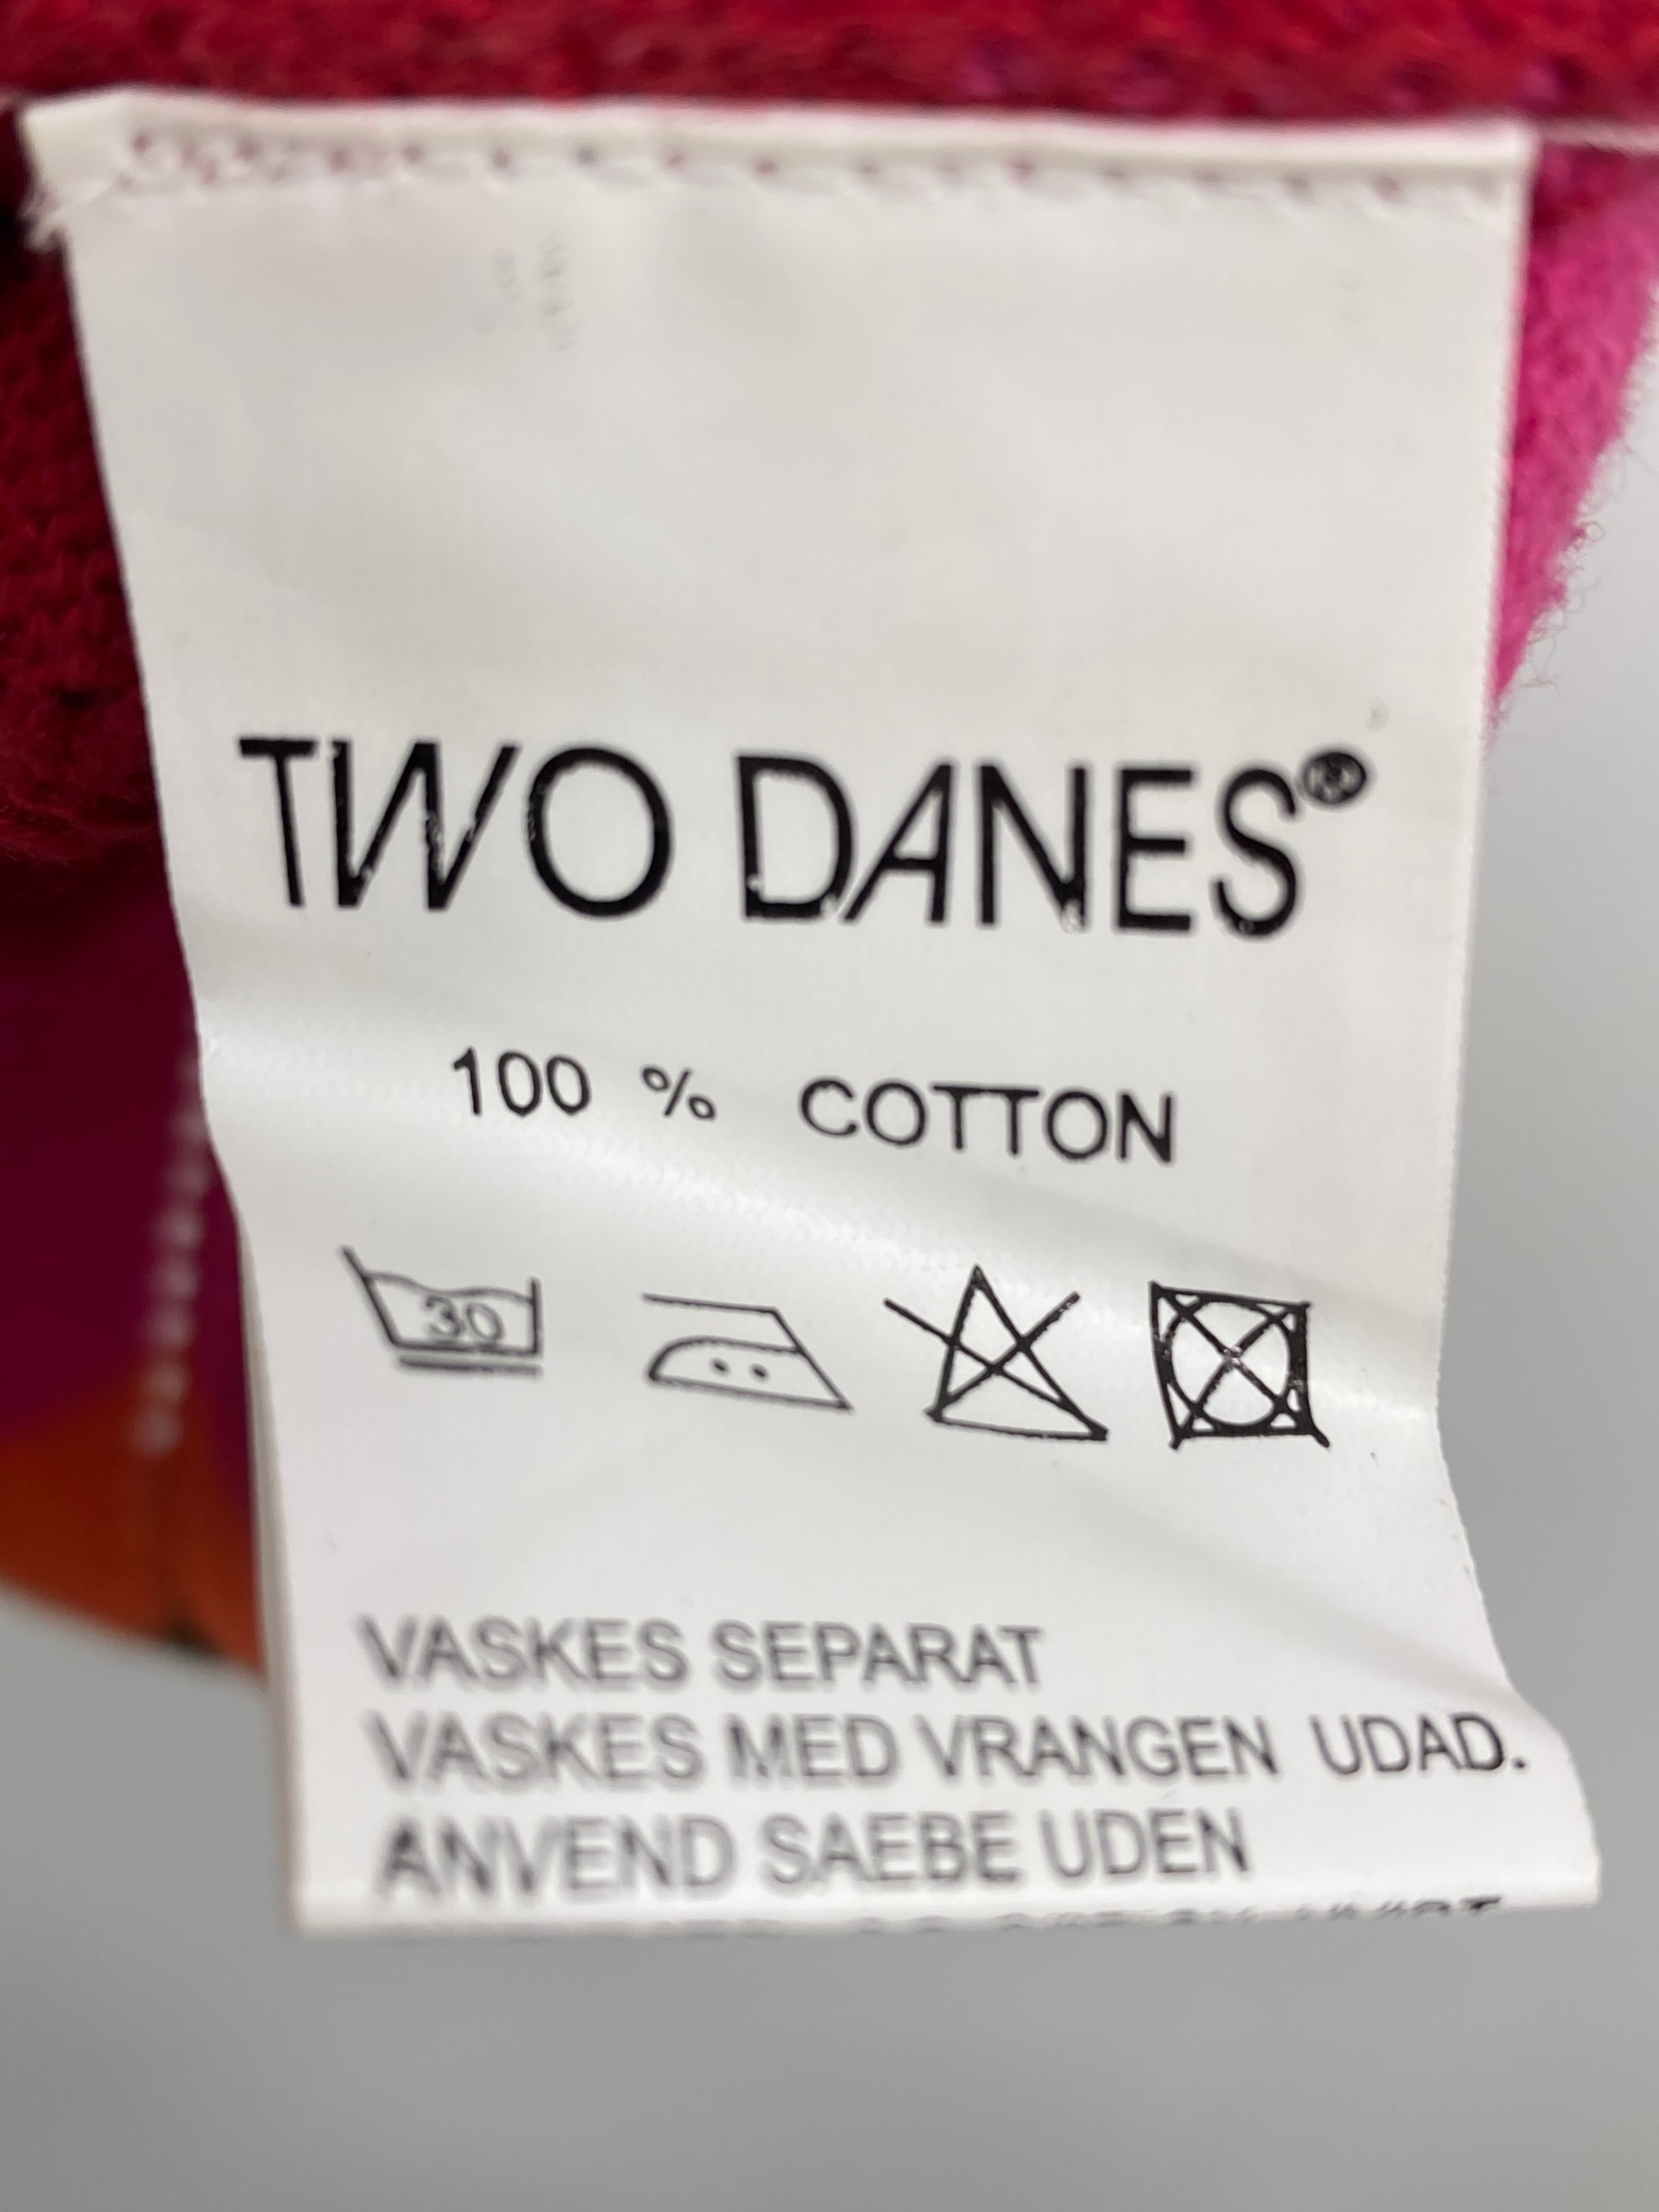 TWO DANES®
100 % COTTON
30
VASKES SEPARAT
VASKES MED VRANGEN UDAD.
ANVEND SAEBE UDEN